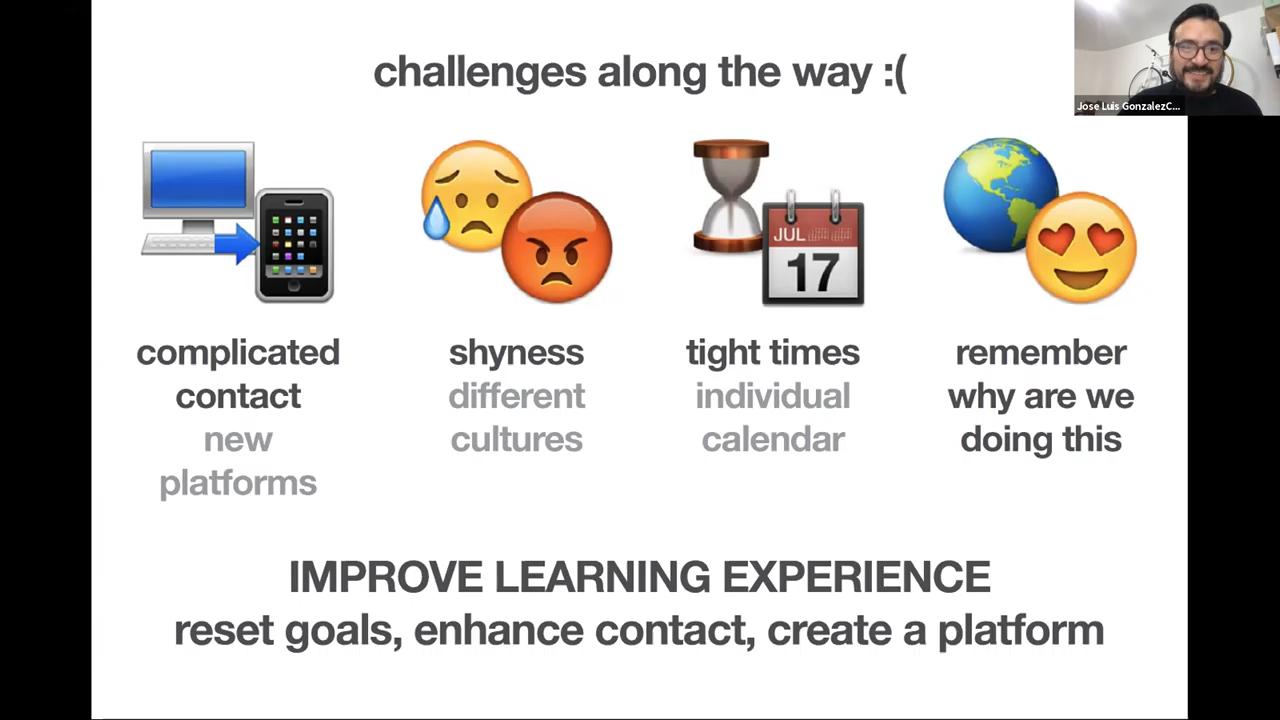 challenges along the way :(
Jose Luis GonzalezC...
JUL
17
complicated
contact
new
platforms
shyness
different
cultures
tight times
individual
calendar
remember
why are we
doing this
IMPROVE LEARNING EXPERIENCE
reset goals, enhance contact, create a platform